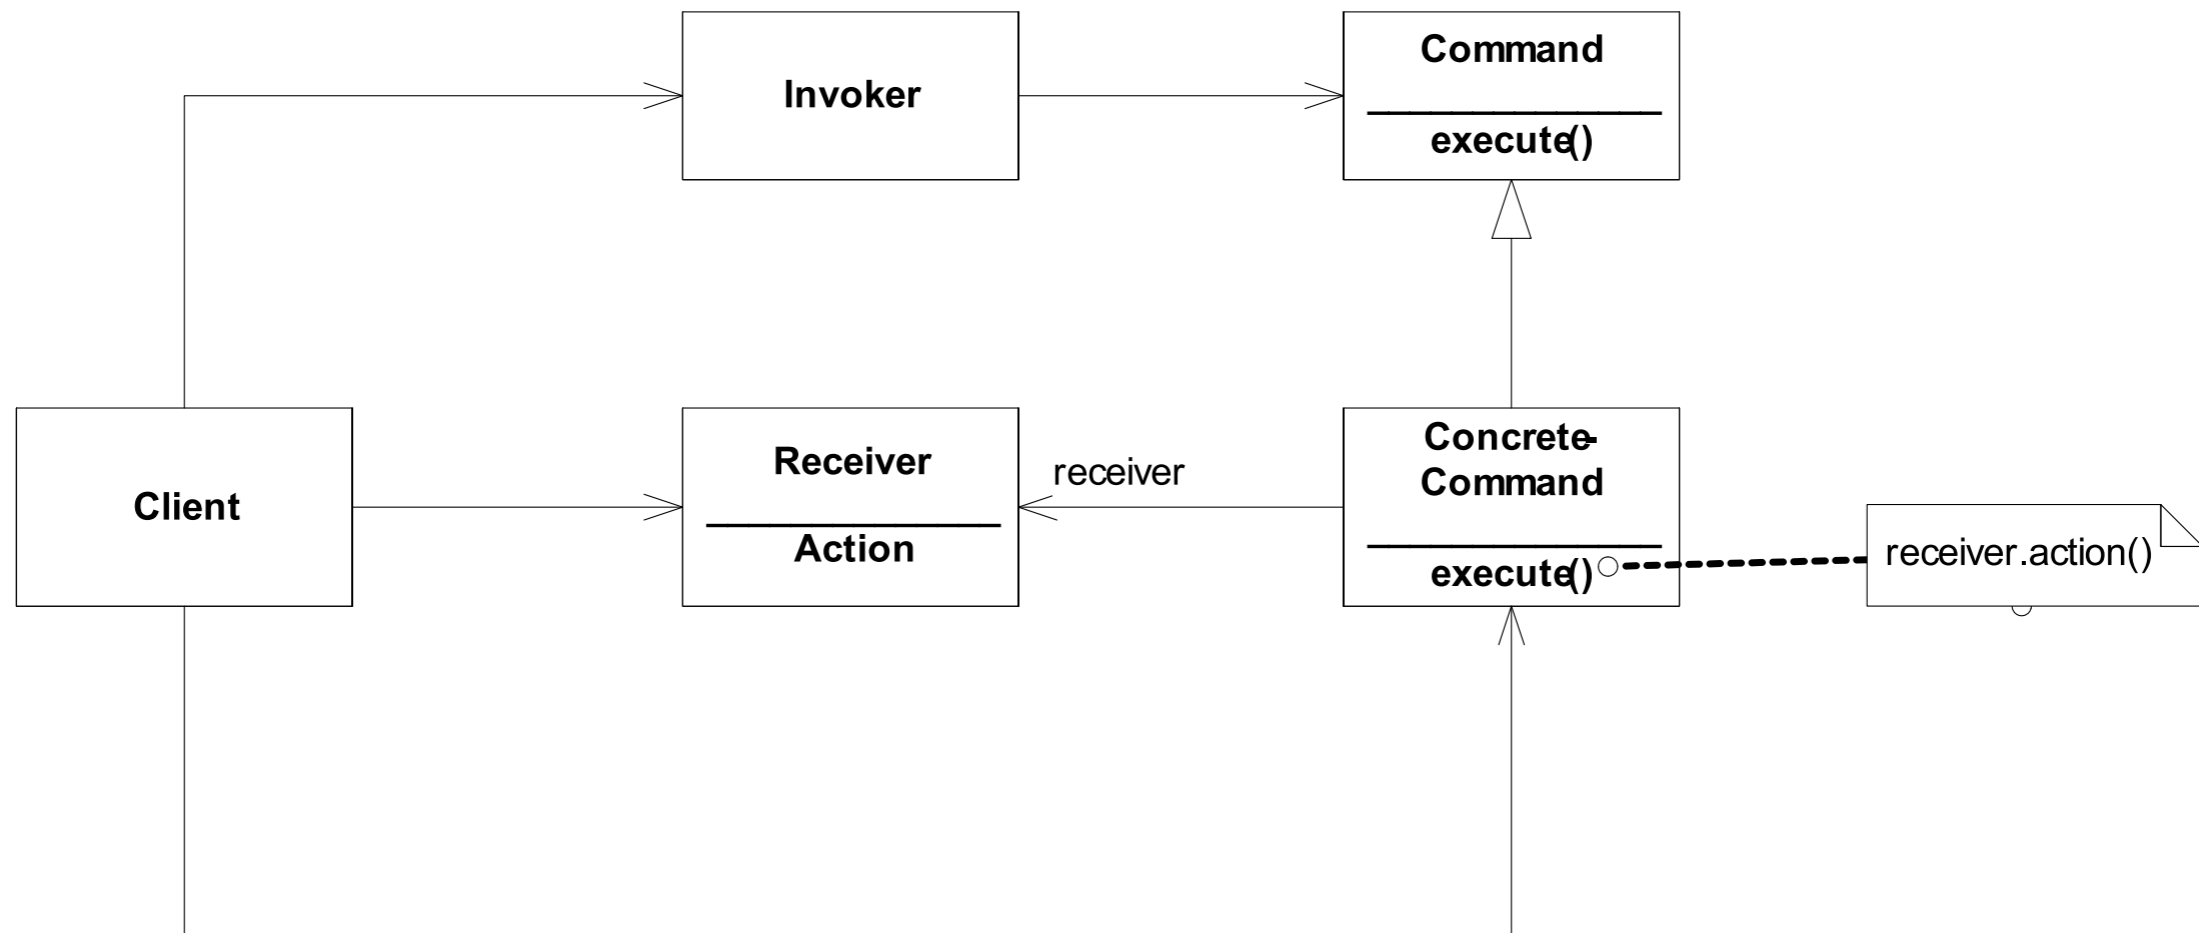 Command
Invoker
execute()
Concrete-
Command
Receiver
receiver
Client
Action
execute()
receiver.action()